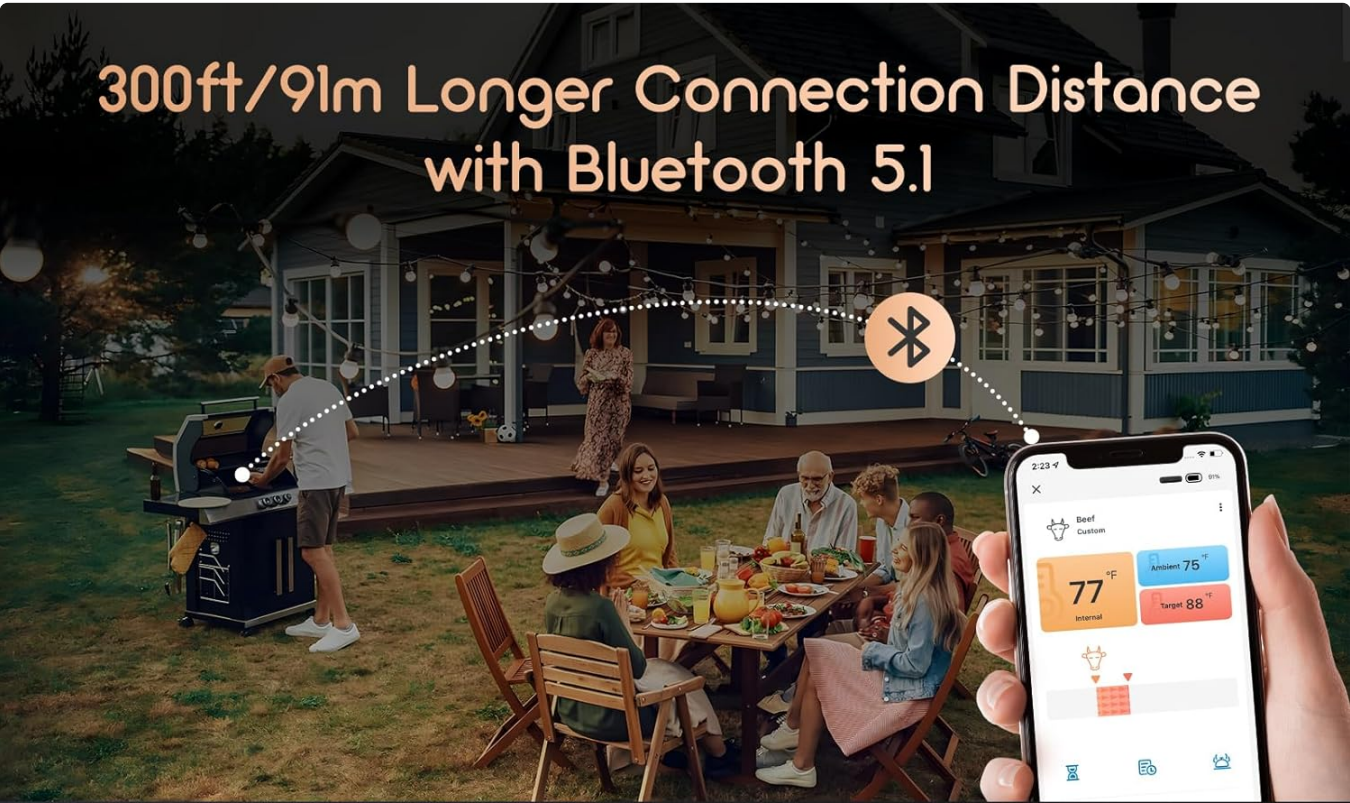 300ft/91m Longer Connection Distance
with Bluetooth 5.1
2:23
91%
Beef
Custom
77 °F
Internal
Ambient 75 °F
Target 88 °F